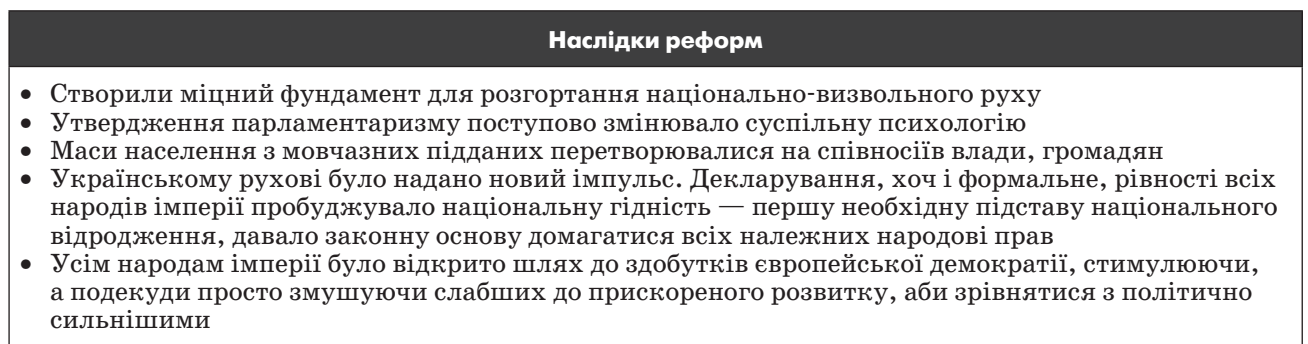 Наслідки реформ
• Створили міцний фундамент для розгортання національно-визвольного руху
• Утвердження парламентаризму поступово змінювало суспільну психологію
• Маси населення з мовчазних підданих перетворювалися на співносіїв влади, громадян
• Українському рухові було надано новий імпульс. Декларування, хоч і формальне, рівності всіх
народів імперії пробуджувало національну гідність — першу необхідну підставу національного
відродження, давало законну основу домагатися всіх належних народові прав
• Усім народам імперії було відкрито шлях до здобутків європейської демократії, стимулюючи,
а подекуди просто змушуючи слабших до прискореного розвитку, аби зрівнятися з політично
сильнішими